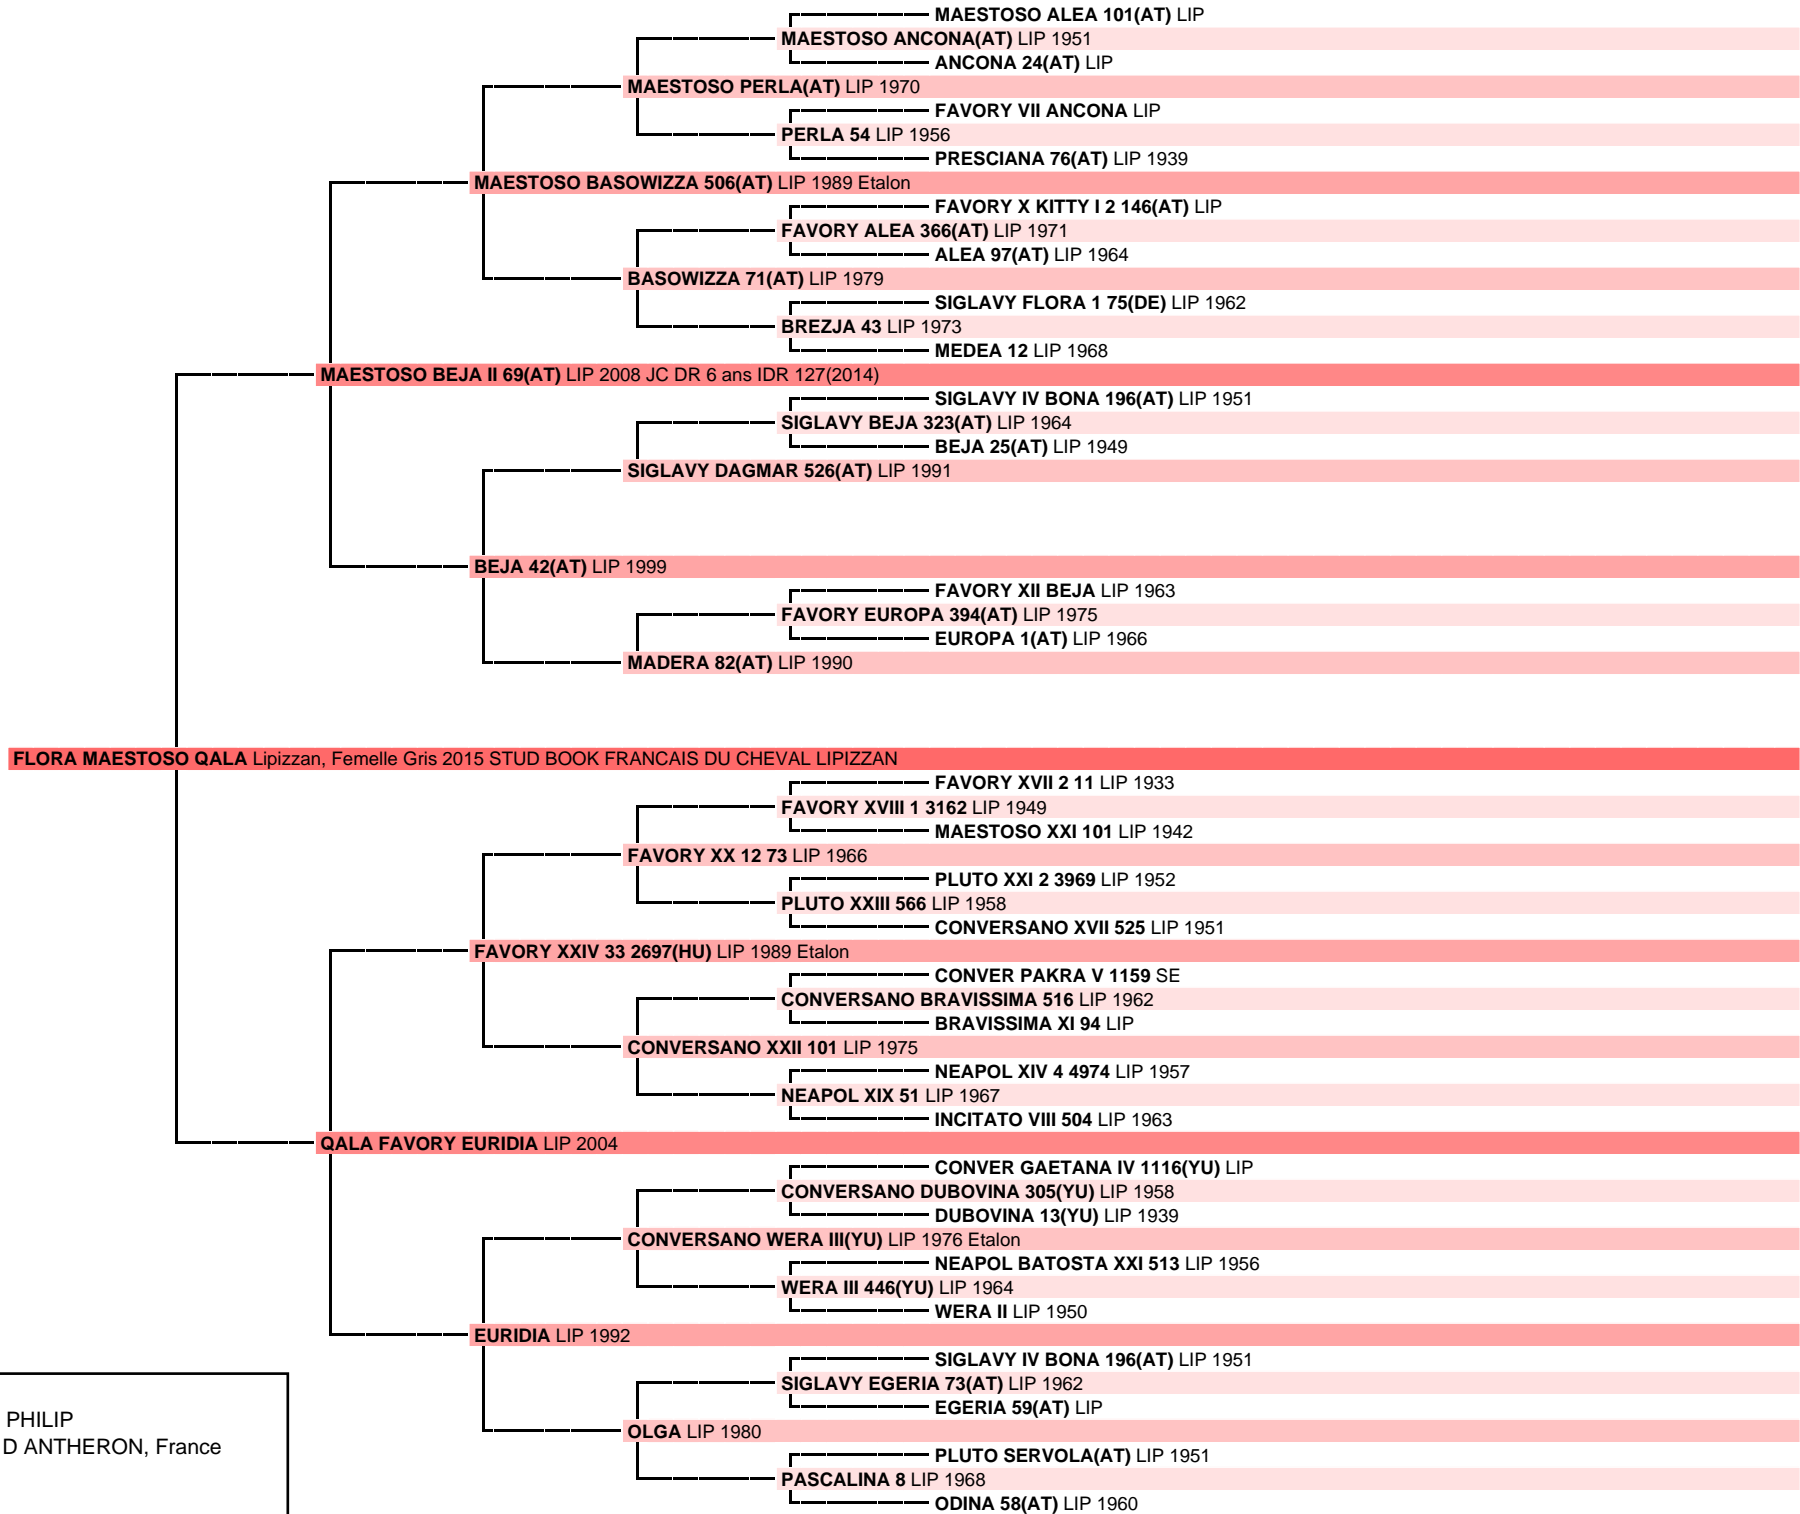 MAESTOSO ALEA 101(AT) LIP
MAESTOSO ANCONA(AT) LIP 1951
ANCONA 24(AT) LIP
MAESTOSO PERLA(AT) LIP 1970
FAVORY VII ANCONA LIP
PERLA 54 LIP 1956
PRESCIANA 76(AT) LIP 1939
MAESTOSO BASOWIZZA 506(AT) LIP 1989 Etalon
FAVORY X KITTY I 2 146(AT) LIP
FAVORY ALEA 366(AT) LIP 1971
ALEA 97(AT) LIP 1964
BASOWIZZA 71(AT) LIP 1979
SIGLAVY FLORA 1 75(DE) LIP 1962
BREZJA 43 LIP 1973
MEDEA 12 LIP 1968
MAESTOSO BEJA II 69(AT) LIP 2008 JC DR 6 ans IDR 127(2014)
SIGLAVY IV BONA 196(AT) LIP 1951
SIGLAVY BEJA 323(AT) LIP 1964
BEJA 25(AT) LIP 1949
SIGLAVY DAGMAR 526(AT) LIP 1991
BEJA 42(AT) LIP 1999
FAVORY XII BEJA LIP 1963
FAVORY EUROPA 394(AT) LIP 1975
EUROPA 1(AT) LIP 1966
MADERA 82(AT) LIP 1990
FLORA MAESTOSO QALA Lipizzan, Femelle Gris 2015 STUD BOOK FRANCAIS DU CHEVAL LIPIZZAN
FAVORY XVII 2 11 LIP 1933
FAVORY XVIII 1 3162 LIP 1949
MAESTOSO XXI 101 LIP 1942
FAVORY XX 12 73 LIP 1966
PLUTO XXI 2 3969 LIP 1952
PLUTO XXIII 566 LIP 1958
CONVERSANO XVII 525 LIP 1951
FAVORY XXIV 33 2697(HU) LIP 1989 Etalon
CONVER PAKRA V 1159 SE
CONVERSANO BRAVISSIMA 516 LIP 1962
BRAVISSIMA XI 94 LIP
CONVERSANO XXII 101 LIP 1975
NEAPOL XIV 4 4974 LIP 1957
NEAPOL XIX 51 LIP 1967
INCITATO VIII 504 LIP 1963
QALA FAVORY EURIDIA LIP 2004
CONVER GAETANA IV 1116(YU) LIP
CONVERSANO DUBOVINA 305(YU) LIP 1958
DUBOVINA 13(YU) LIP 1939
CONVERSANO WERA III(YU) LIP 1976 Etalon
NEAPOL BATOSTA XXI 513 LIP 1956
WERA III 446(YU) LIP 1964
WERA II LIP 1950
EURIDIA LIP 1992
SIGLAVY IV BONA 196(AT) LIP 1951
SIGLAVY EGERIA 73(AT) LIP 1962
EGERIA 59(AT) LIP
OLGA LIP 1980
PLUTO SERVOLA(AT) LIP 1951
PASCALINA 8 LIP 1968
ODINA 58(AT) LIP 1960
PHILIP
D ANTHERON, France